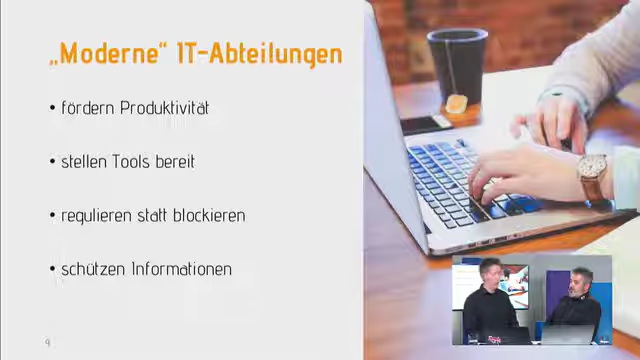 „Moderne“ IT-Abteilungen
• fördern Produktivität
• stellen Tools bereit
• regulieren statt blockieren
• schützen Informationen
9